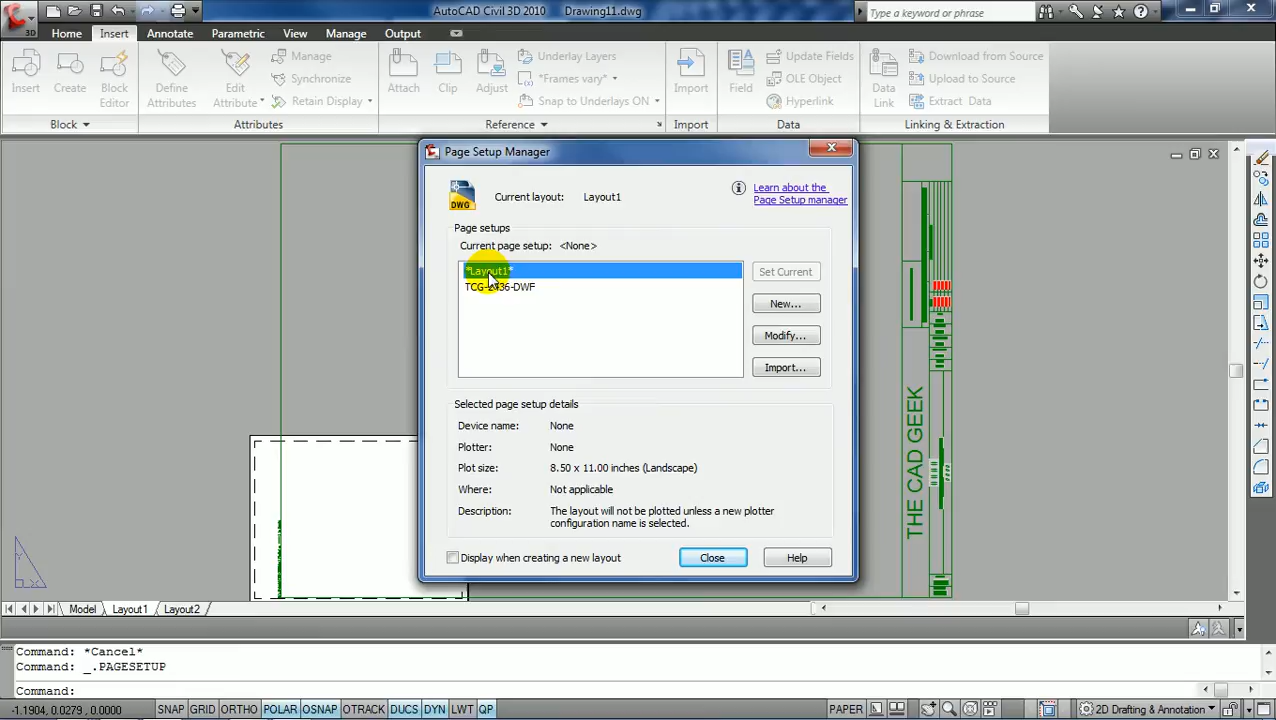 AutoCAD Civil 3D 2010 Drawing11.dwg
Type a keyword or phrase
3D
Home Insert Annotate Parametric View Manage Output
Insert Create Block Editor
Define Attributes Edit Attribute
Manage
Synchronize
Retain Display
Attach Clip Adjust
Underlay Layers
*Frames vary*
Snap to Underlays ON
Import
Field
Update Fields
OLE Object
Hyperlink
Data Link
Download from Source
Upload to Source
Extract Data
Block Attributes Reference Import Data Linking & Extraction
Page Setup Manager
DWG
Current layout: Layout1
Learn about the
Page Setup manager
Page setups
Current page setup: <None>
*Layout1*
TCG-2436-DWF
Set Current
New...
Modify...
Import...
Selected page setup details
Device name: None
Plotter: None
Plot size: 8.50 x 11.00 inches (Landscape)
Where: Not applicable
Description: The layout will not be plotted unless a new plotter
configuration name is selected.
Display when creating a new layout
Close Help
THE CAD GEEK
Model Layout1 Layout2
Command: *Cancel*
Command: _.PAGESETUP
Command:
-1.1904, 0.0279, 0.0000 SNAP GRID ORTHO POLAR OSNAP OTRACK DUCS DYN LWT QP PAPER 2D Drafting & Annotation